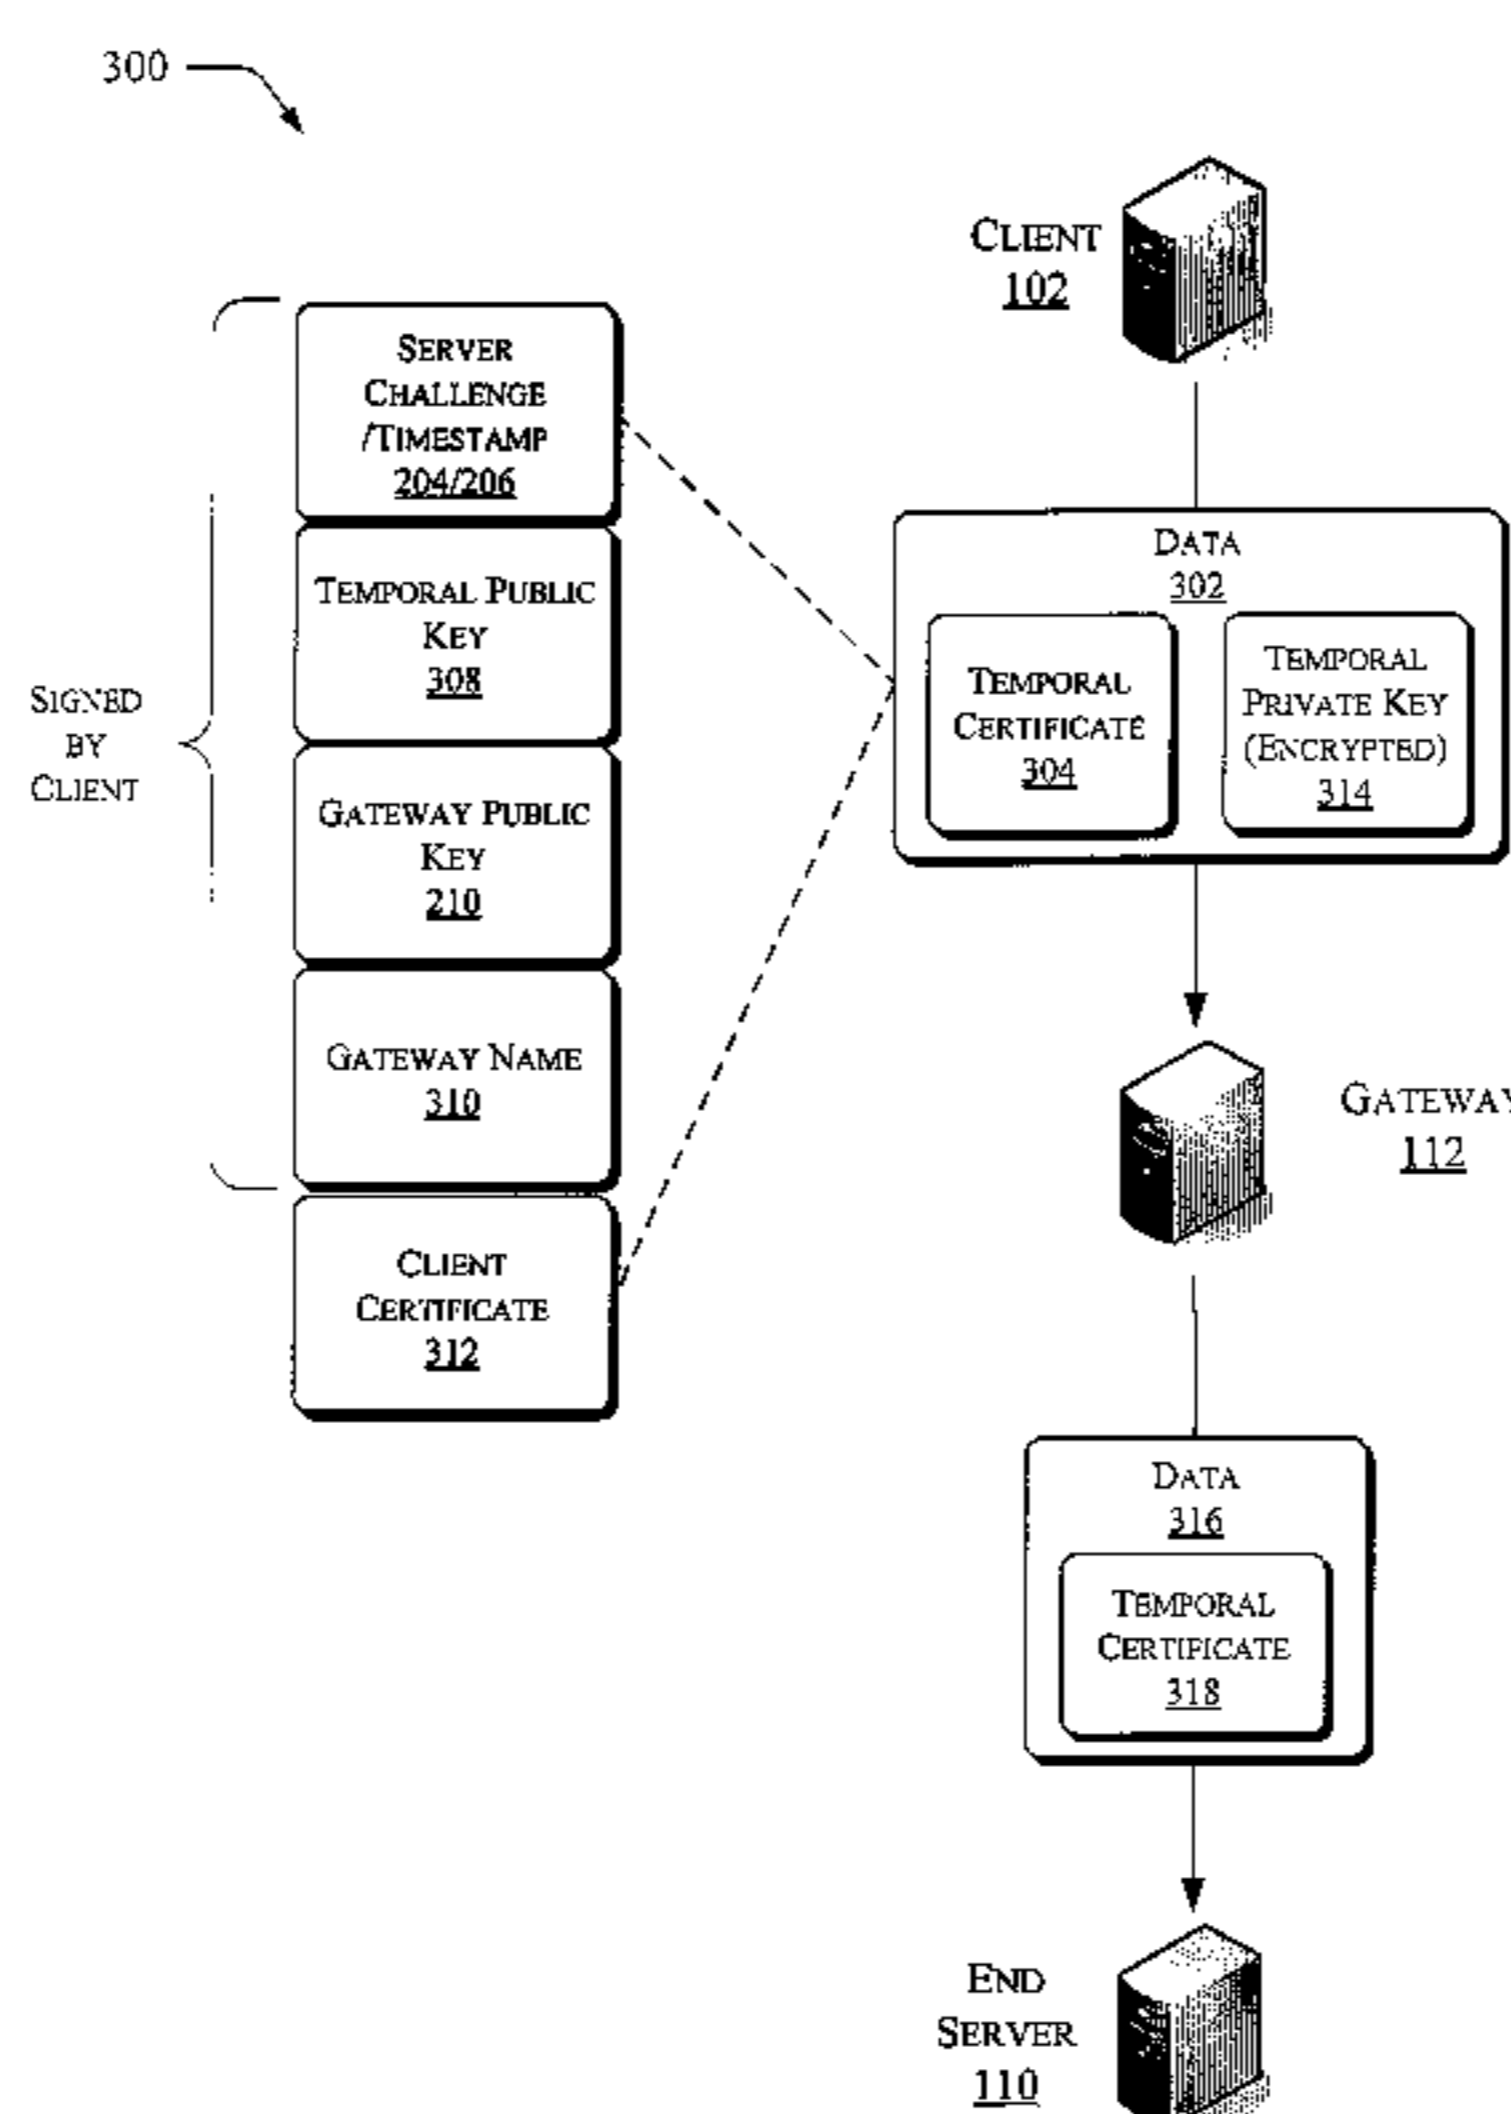 300
SERVER
CHALLENGE
/TIMESTAMP
204/206
TEMPORAL PUBLIC
KEY
308
GATEWAY PUBLIC
KEY
210
GATEWAY NAME
310
CLIENT
CERTIFICATE
312
SIGNED
BY
CLIENT
CLIENT
102
DATA
302
TEMPORAL
CERTIFICATE
304
TEMPORAL
PRIVATE KEY
(ENCRYPTED)
314
GATEWAY
112
DATA
316
TEMPORAL
CERTIFICATE
318
END
SERVER
110